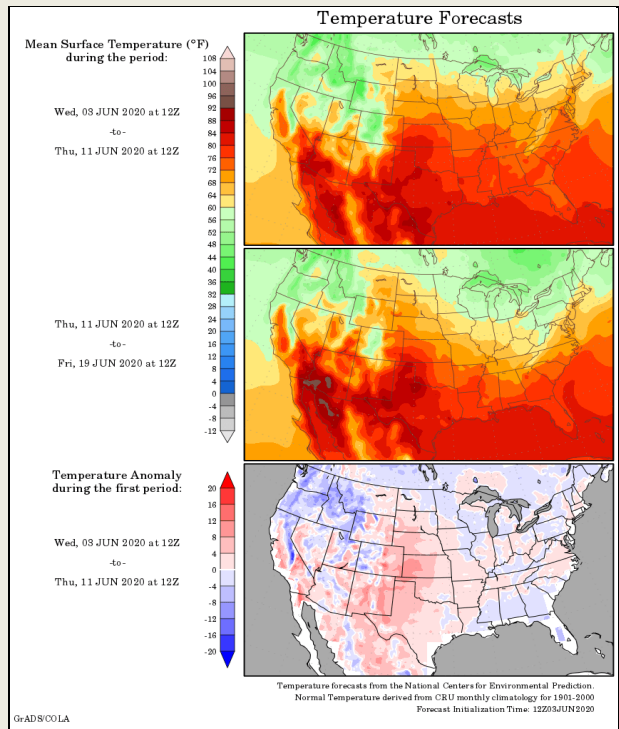 Temperature Forecasts
Mean Surface Temperature (°F)
during the period:
Wed, 03 JUN 2020 at 12Z
-to-
Thu, 11 JUN 2020 at 12Z
108
104
100
96
92
88
84
80
76
72
68
64
60
56
52
48
44
40
36
32
28
24
20
16
12
8
4
0
-4
-8
-12
Thu, 11 JUN 2020 at 12Z
-to-
Fri, 19 JUN 2020 at 12Z
Temperature Anomaly
during the first period:
Wed, 03 JUN 2020 at 12Z
-to-
Thu, 11 JUN 2020 at 12Z
20
16
12
8
4
0
-4
-8
-12
-16
-20
Temperature forecasts from the National Centers for Environmental Prediction.
Normal Temperature derived from CRU monthly climatology for 1901-2000
Forecast Initialization Time: 12Z03JUN2020
GrADS/COLA